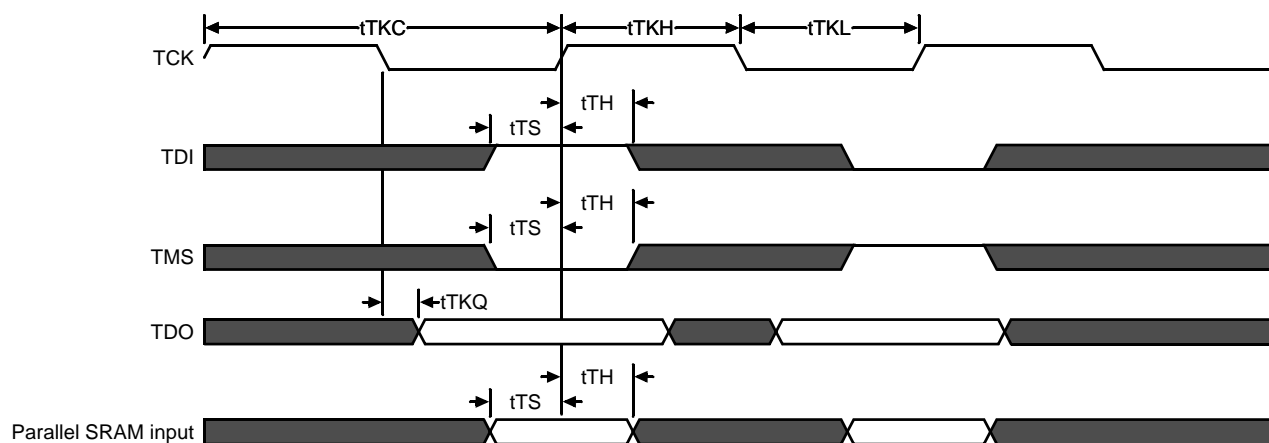 tTKC tTKH tTKL
TCK
tTH
tTS
TDI
tTH
tTS
TMS
tTKQ
TDO
tTH
tTS
Parallel SRAM input